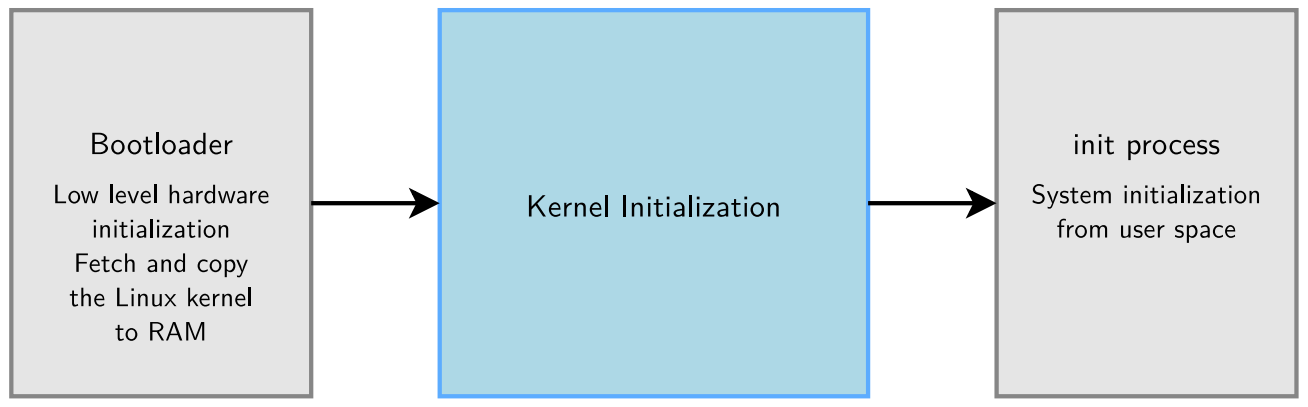 Bootloader
Low level hardware
initialization
Fetch and copy
the Linux kernel
to RAM
Kernel Initialization
init process
System initialization
from user space